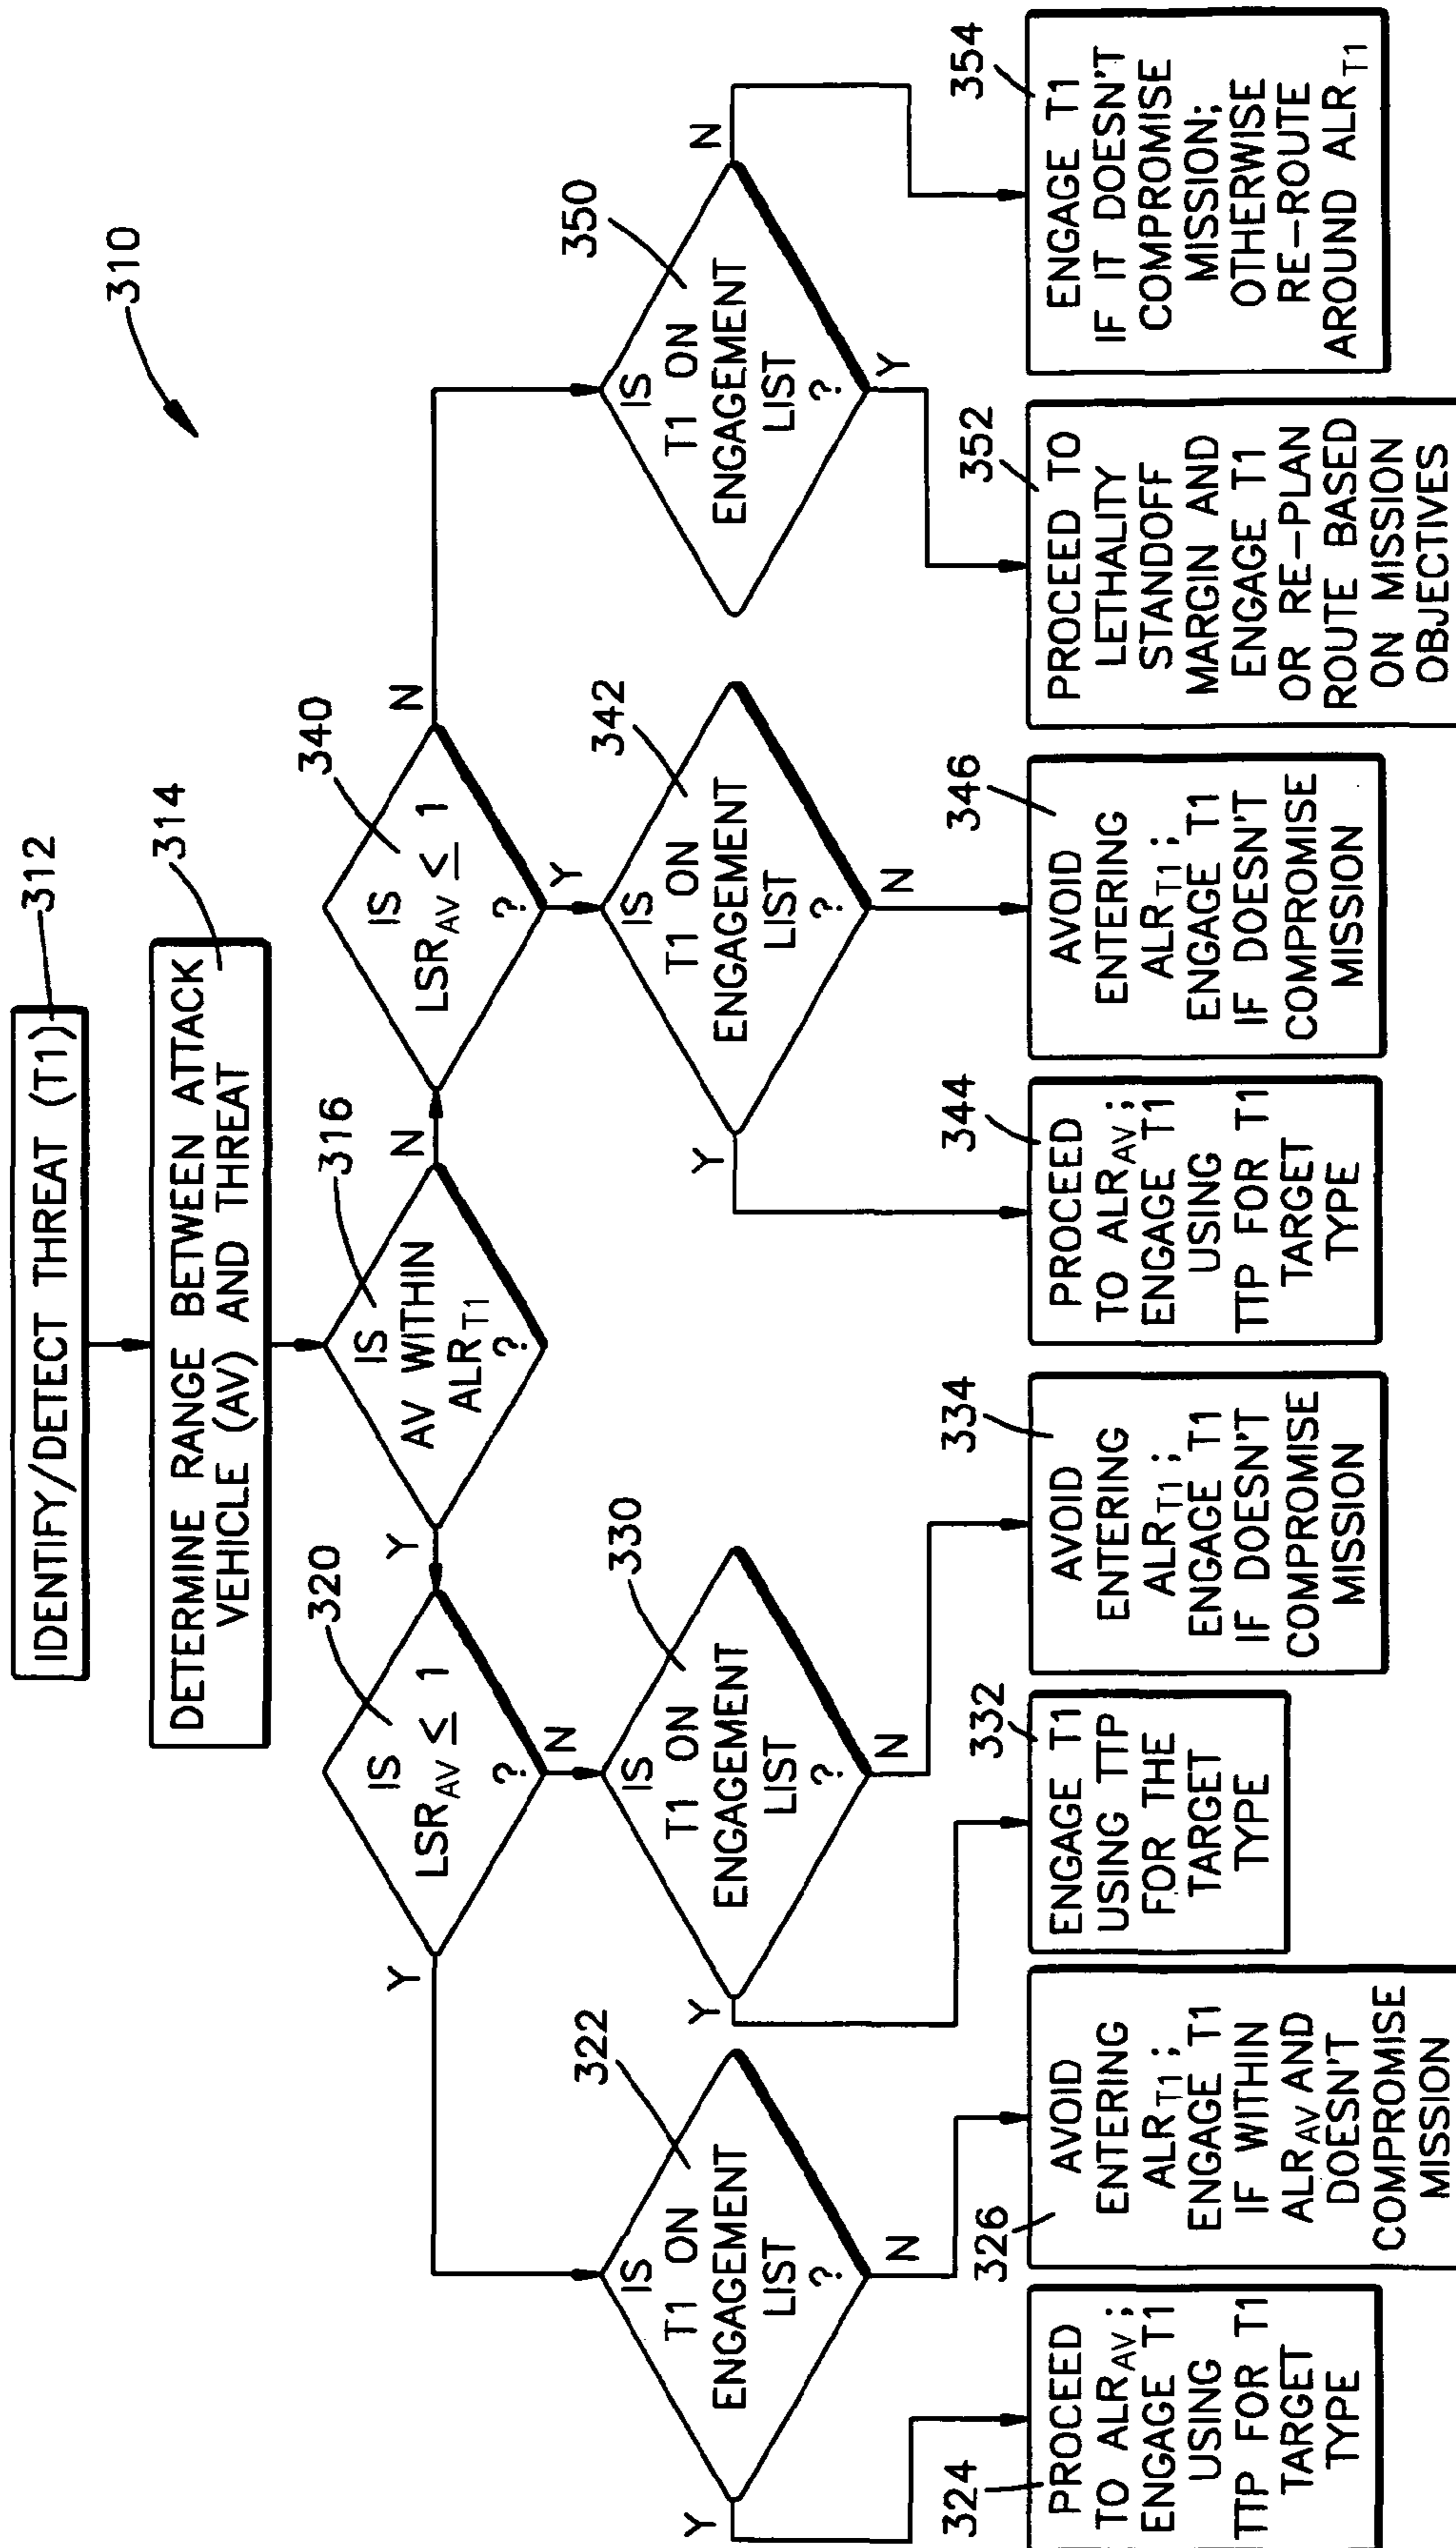 310
IDENTIFY/DETECT THREAT (T1)
312
DETERMINE RANGE BETWEEN ATTACK
VEHICLE (AV) AND THREAT
314
IS
AV WITHIN
ALR_T1
?
316
Y
N
IS
LSR_AV ≤ 1
?
320
Y
N
IS
LSR_AV ≤ 1
?
340
Y
N
IS
T1 ON
ENGAGEMENT
LIST
?
322
Y
N
IS
T1 ON
ENGAGEMENT
LIST
?
330
Y
N
IS
T1 ON
ENGAGEMENT
LIST
?
342
Y
N
IS
T1 ON
ENGAGEMENT
LIST
?
350
Y
N
324
PROCEED
TO ALR_AV;
ENGAGE T1
USING
TTP FOR T1
TARGET
TYPE
326
AVOID
ENTERING
ALR_T1;
ENGAGE T1
IF WITHIN
ALR_AV AND
DOESN'T
COMPROMISE
MISSION
332
ENGAGE T1
USING TTP
FOR THE
TARGET
TYPE
334
AVOID
ENTERING
ALR_T1;
ENGAGE T1
IF DOESN'T
COMPROMISE
MISSION
344
PROCEED
TO ALR_AV;
ENGAGE T1
USING
TTP FOR T1
TARGET
TYPE
346
AVOID
ENTERING
ALR_T1;
ENGAGE T1
IF DOESN'T
COMPROMISE
MISSION
352
PROCEED TO
LETHALITY
STANDOFF
MARGIN AND
ENGAGE T1
OR RE-PLAN
ROUTE BASED
ON MISSION
OBJECTIVES
354
ENGAGE T1
IF IT DOESN'T
COMPROMISE
MISSION;
OTHERWISE
RE-ROUTE
AROUND ALR_T1